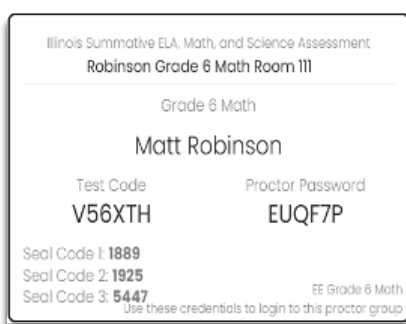 Illinois Summative ELA, Math, and Science Assessment
Robinson Grade 6 Math Room 111
Grade 6 Math
Matt Robinson
Test Code Proctor Password
V56XTH EUQF7P
Seal Code 1: 1889
Seal Code 2: 1925
Seal Code 3: 5447
EE Grade 6 Math
Use these credentials to login to this proctor group